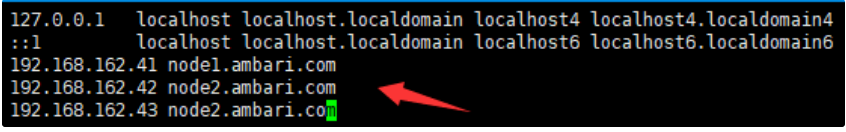 127.0.0.1   localhost localhost.localdomain localhost4 localhost4.localdomain4
::1         localhost localhost.localdomain localhost6 localhost6.localdomain6
192.168.162.41 node1.ambari.com
192.168.162.42 node2.ambari.com
192.168.162.43 node2.ambari.com